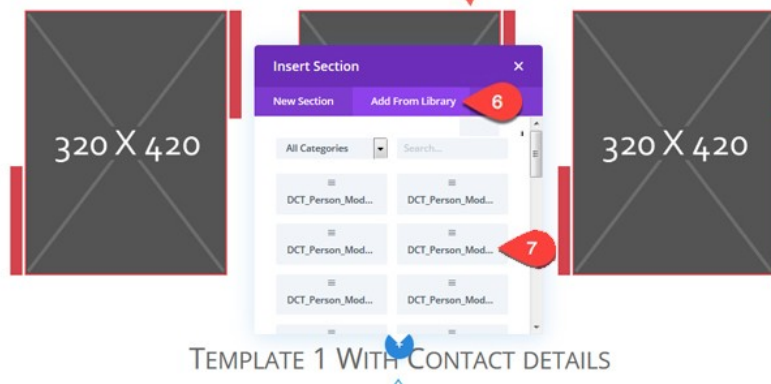 Insert Section
New Section Add From Library 6
All Categories Search...
320 X 420 320 X 420
DCT_Person_Mod... DCT_Person_Mod...
DCT_Person_Mod... DCT_Person_Mod... 7
DCT_Person_Mod... DCT_Person_Mod...
TEMPLATE 1 WITH CONTACT DETAILS